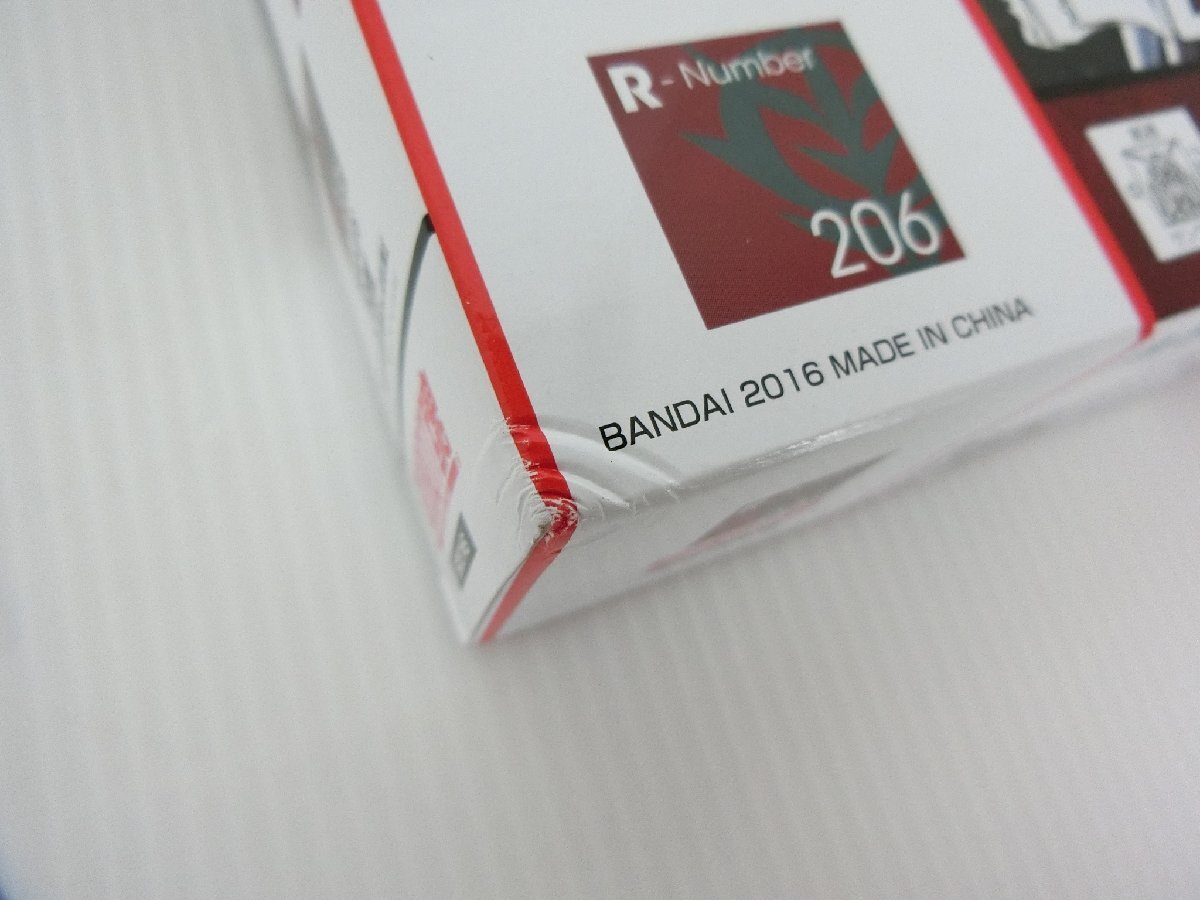 R - Number
206
BANDAI 2016 MADE IN CHINA